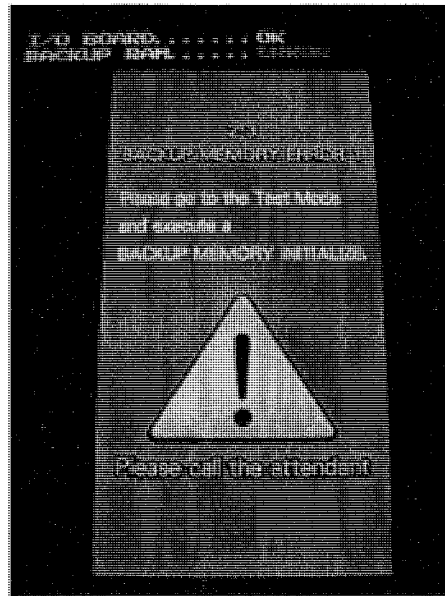 I/O BOARD....... OK
BACKUP RAM......
BACKUP MEMORY ERROR
Please go to the Test Mode
and execute a
BACKUP MEMORY INITIALIZE.
Please call the attendant